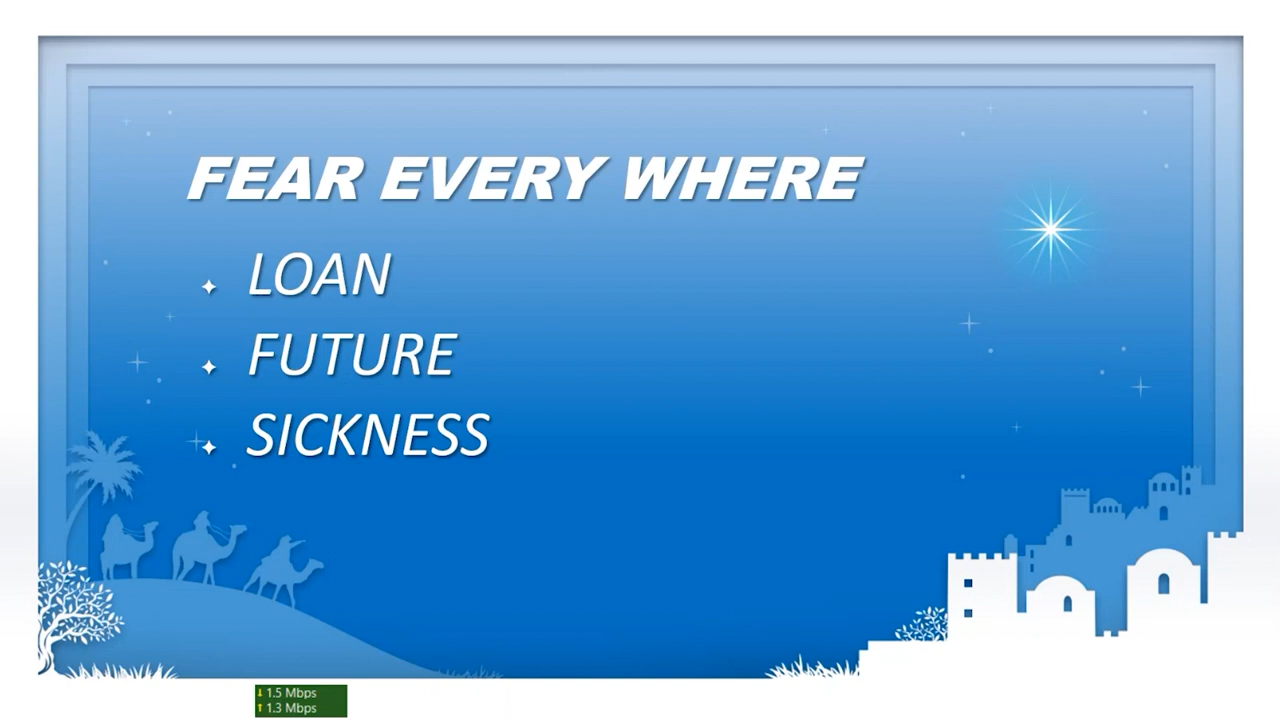 FEAR EVERY WHERE
LOAN
FUTURE
SICKNESS
↓ 1.5 Mbps
↑ 1.3 Mbps